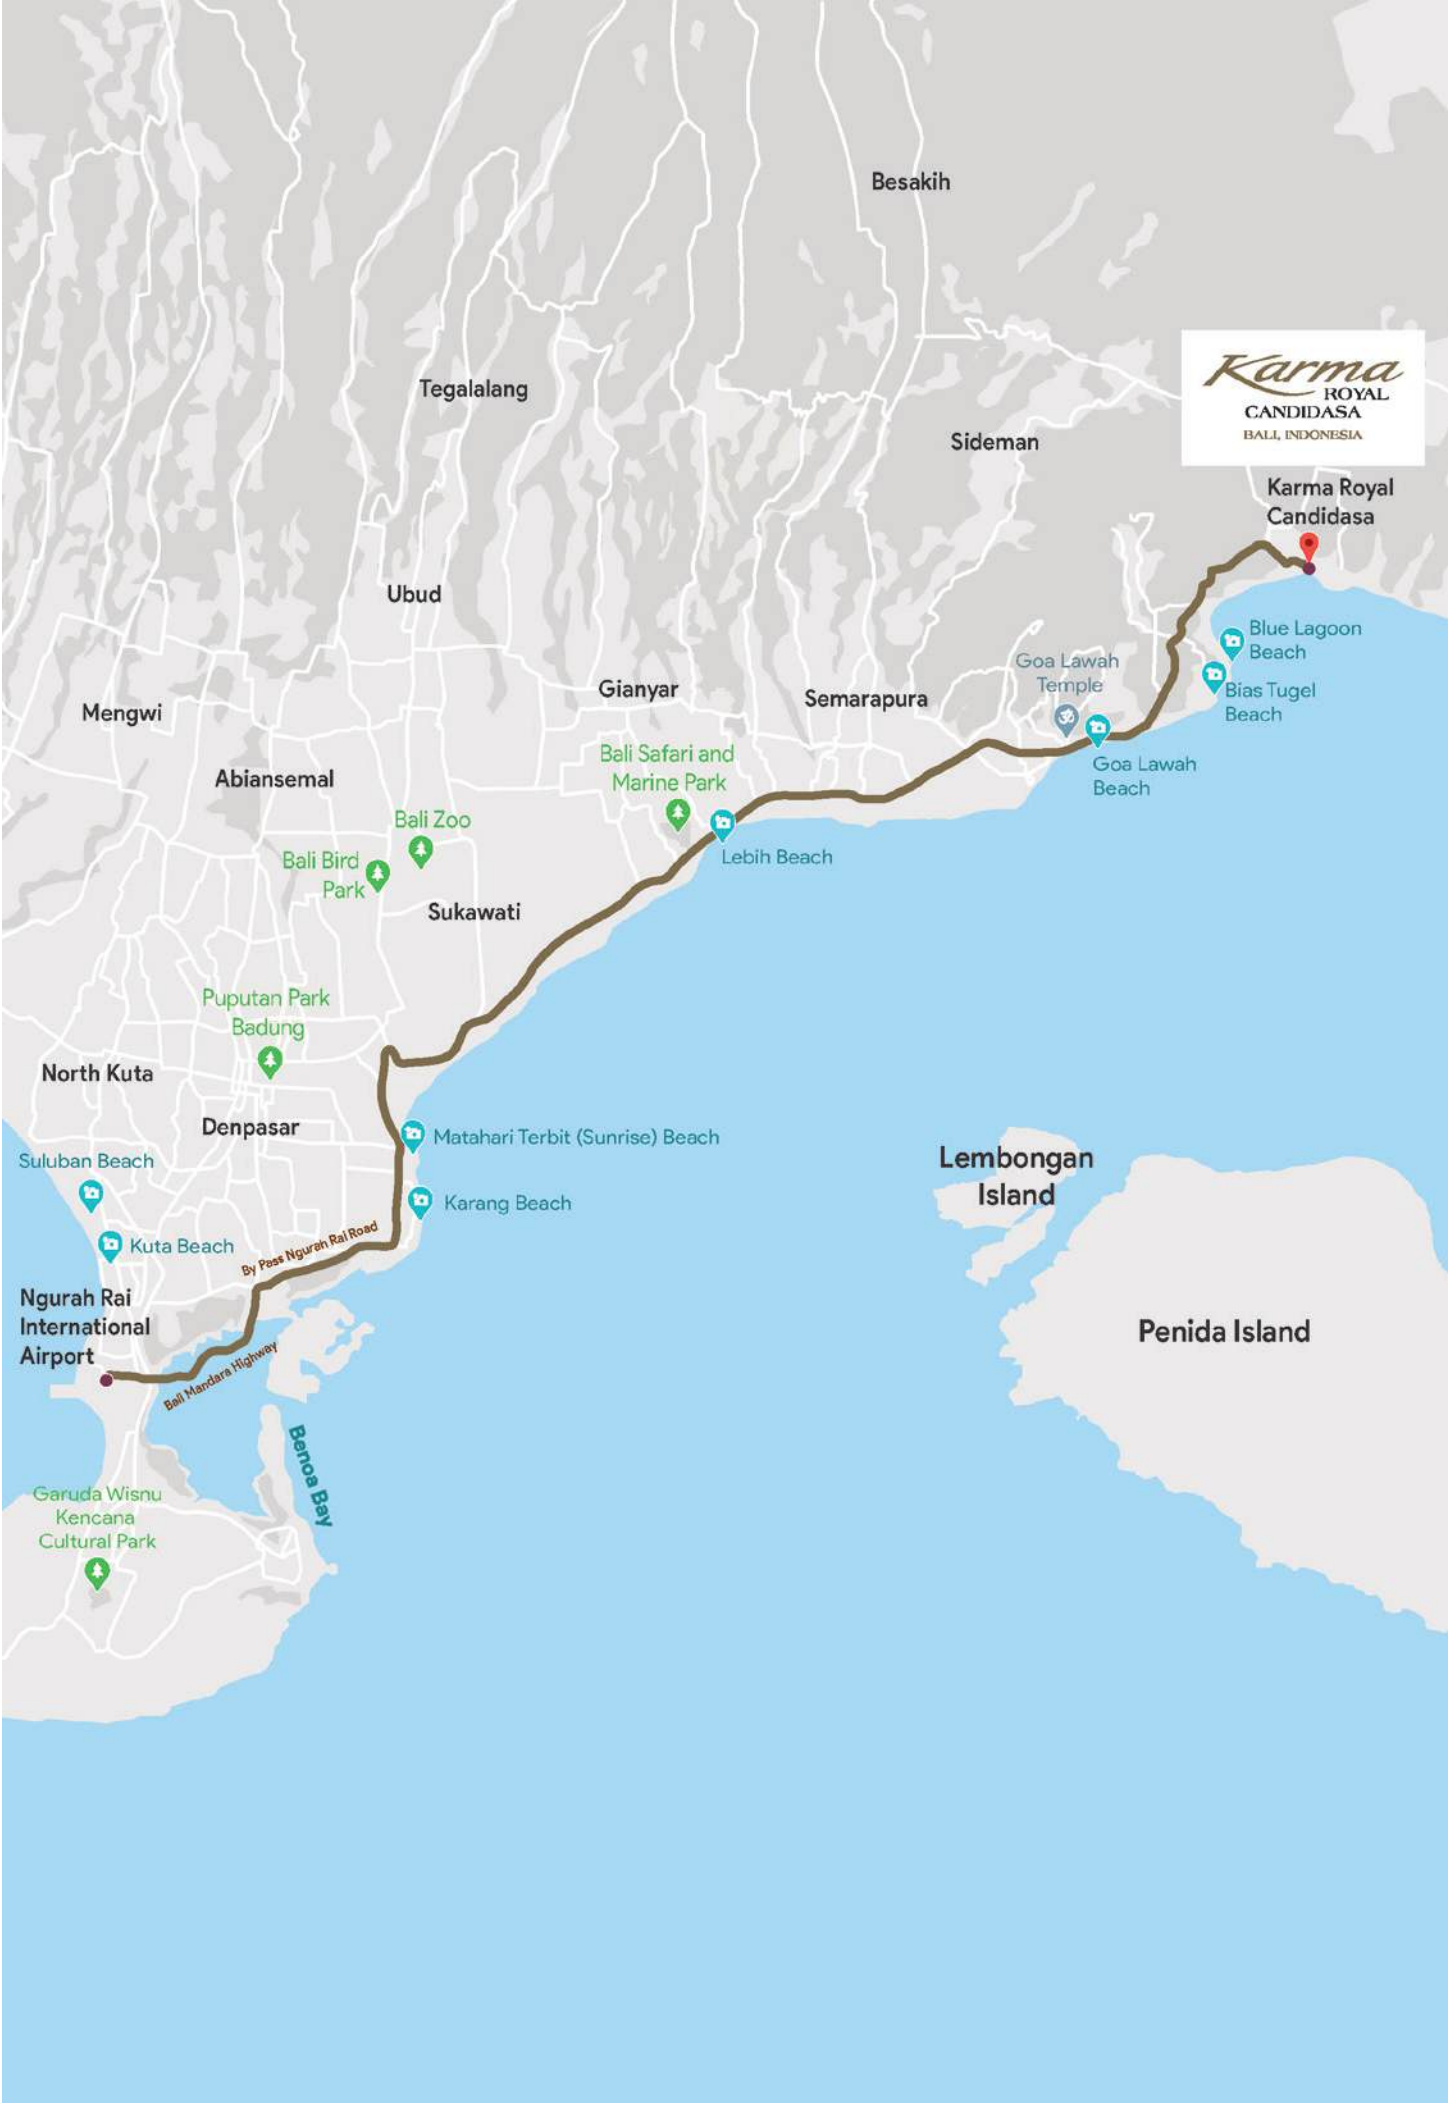 Besakih
Karma
ROYAL
CANDIDASA
BALI, INDONESIA
Tegalalang
Sideman
Karma Royal
Candidasa
Ubud
Blue Lagoon
Beach
Goa Lawah
Temple
Bias Tugel
Beach
Gianyar
Semarapura
Mengwi
Bali Safari and
Marine Park
Goa Lawah
Beach
Abiansemal
Bali Zoo
Bali Bird
Park
Lebih Beach
Sukawati
Puputan Park
Badung
North Kuta
Denpasar
Matahari Terbit (Sunrise) Beach
Suluban Beach
Lembongan
Island
Karang Beach
Kuta Beach
By Pass Ngurah Rai Road
Ngurah Rai
International
Airport
Penida Island
Bali Mandara Highway
Benoa Bay
Garuda Wisnu
Kencana
Cultural Park